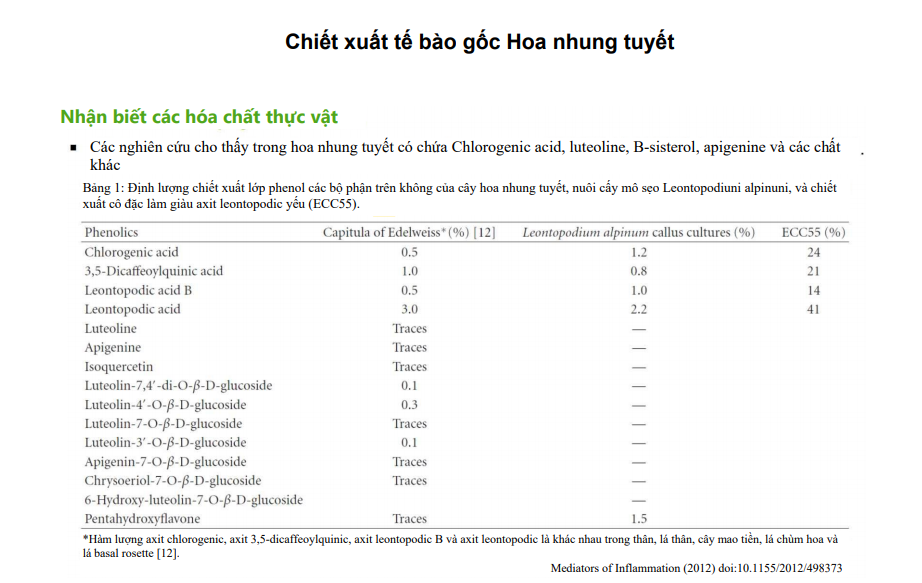 Chiết xuất tế bào gốc Hoa nhung tuyết
Nhận biết các hóa chất thực vật
▪ Các nghiên cứu cho thấy trong hoa nhung tuyết có chứa Chlorogenic acid, luteoline, B-sisterol, apigenine và các chất
khác
Bảng 1: Định lượng chiết xuất lớp phenol các bộ phận trên không của cây hoa nhung tuyết, nuôi cấy mô sẹo Leontopodiuni alpinuni, và chiết
xuất cô đặc làm giàu axit leontopodic yếu (ECC55).
Phenolics Capitula of Edelweiss* (%) [12] Leontopodium alpinum callus cultures (%) ECC55 (%)
Chlorogenic acid 0.5 1.2 24
3,5-Dicaffeoylquinic acid 1.0 0.8 21
Leontopodic acid B 0.5 1.0 14
Leontopodic acid 3.0 2.2 41
Luteoline Traces —
Apigenine Traces —
Isoquercetin Traces —
Luteolin-7,4′-di-O-β-D-glucoside 0.1 —
Luteolin-4′-O-β-D-glucoside 0.3 —
Luteolin-7-O-β-D-glucoside Traces —
Luteolin-3′-O-β-D-glucoside 0.1 —
Apigenin-7-O-β-D-glucoside Traces —
Chrysoeriol-7-O-β-D-glucoside Traces —
6-Hydroxy-luteolin-7-O-β-D-glucoside —
Pentahydroxyflavone Traces 1.5
*Hàm lượng axit chlorogenic, axit 3,5-dicaffeoylquinic, axit leontopodic B và axit leontopodic là khác nhau trong thân, lá thân, cây mao tiền, lá chùm hoa và
lá basal rosette [12].
Mediators of Inflammation (2012) doi:10.1155/2012/498373